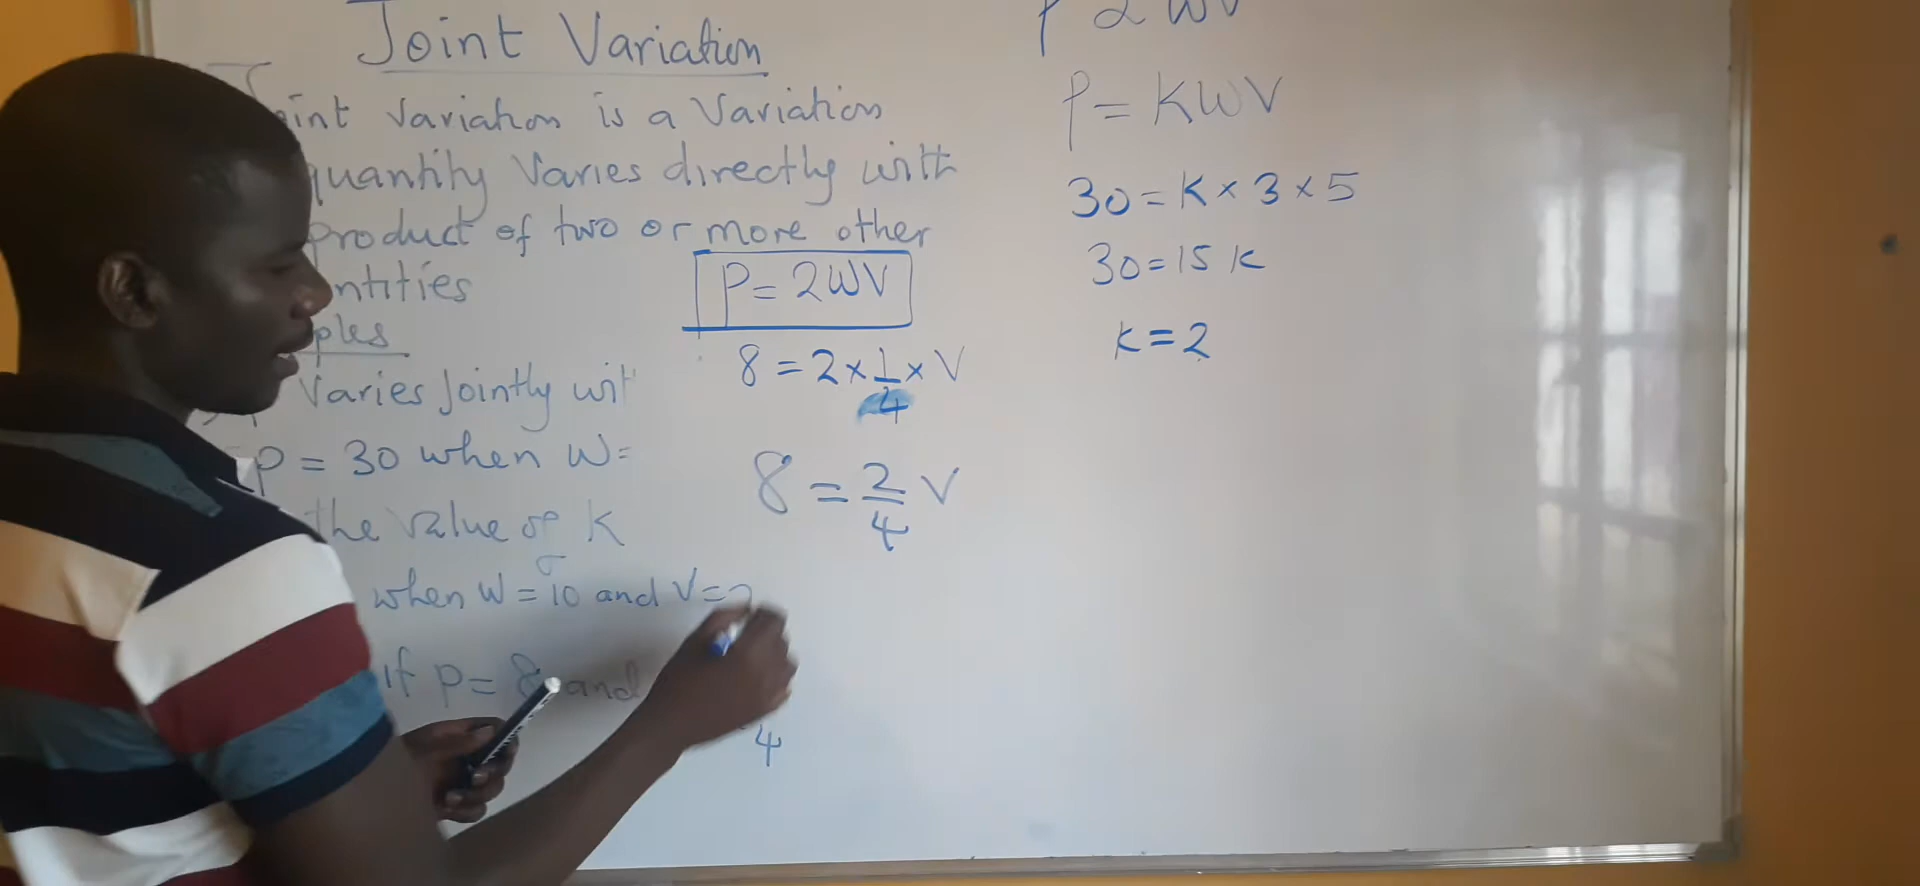 Joint Variation
Joint Variation is a Variation
quantity Varies directly with
product of two or more other
ntities
ples
Varies Jointly wit
P = 30 when W =
the value of K
when W = 10 and V =
if P = 8 and
4
P = 2WV
8 = 2 × 1/4 × V
8 = 2/4 V
P α WV
P = KWV
30 = K × 3 × 5
30 = 15 K
K = 2